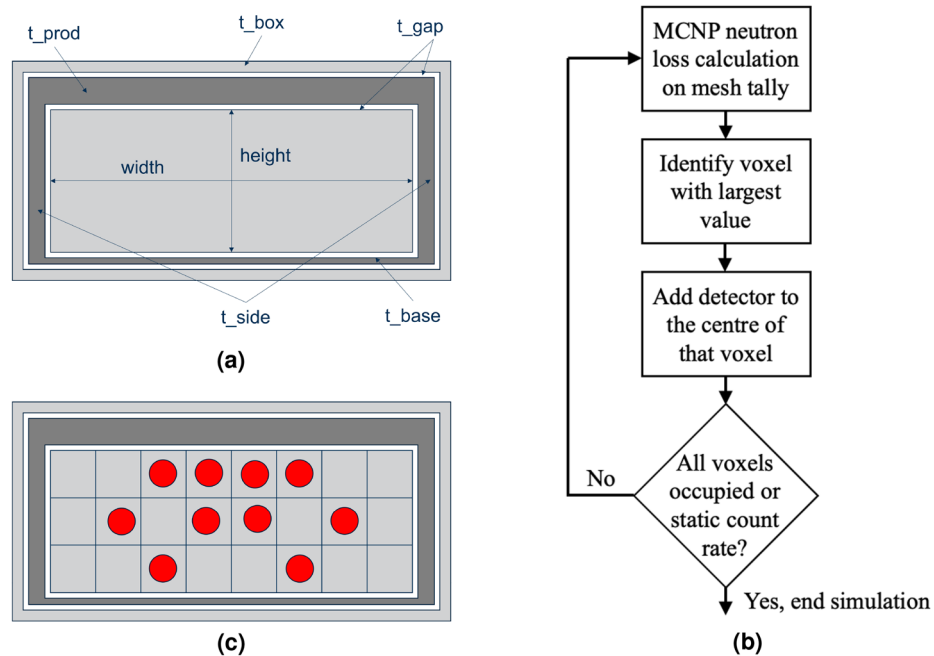 t_prod
t_box
t_gap
width
height
t_side
t_base
(a)
MCNP neutron
loss calculation
on mesh tally
Identify voxel
with largest
value
Add detector to
the centre of
that voxel
No
All voxels
occupied or
static count
rate?
Yes, end simulation
(b)
(c)